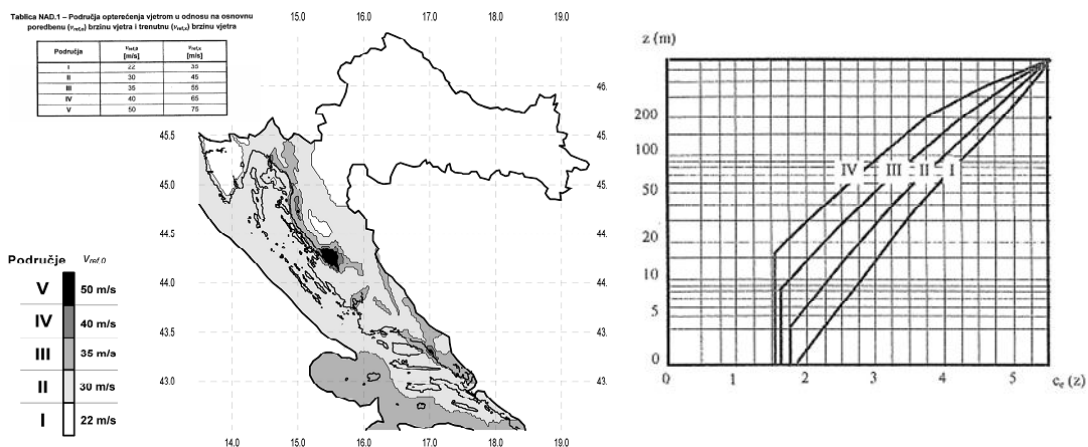 Tablica NAD.1 – Područja opterećenja vjetrom u odnosu na osnovnu
poredbenu (vref,o) brzinu vjetra i trenutnu (vref,x) brzinu vjetra
Područja vref,o [m/s] vref,x [m/s]
I 22 35
II 30 45
III 35 55
IV 40 65
V 50 75
15.0 16.0 17.0 18.0 19.0
46.
45.5 45.
45.0 45.
44.5 44.
44.0 44.
43.5 43.
43.0 43.
14.0 15.0 16.0 17.0 18.0 19.0
Područje Vref,0
V 50 m/s
IV 40 m/s
III 35 m/s
II 30 m/s
I 22 m/s
z (m)
200
100
50
20
10
5
0
IV III II I
0 1 2 3 4 5 ce (z)